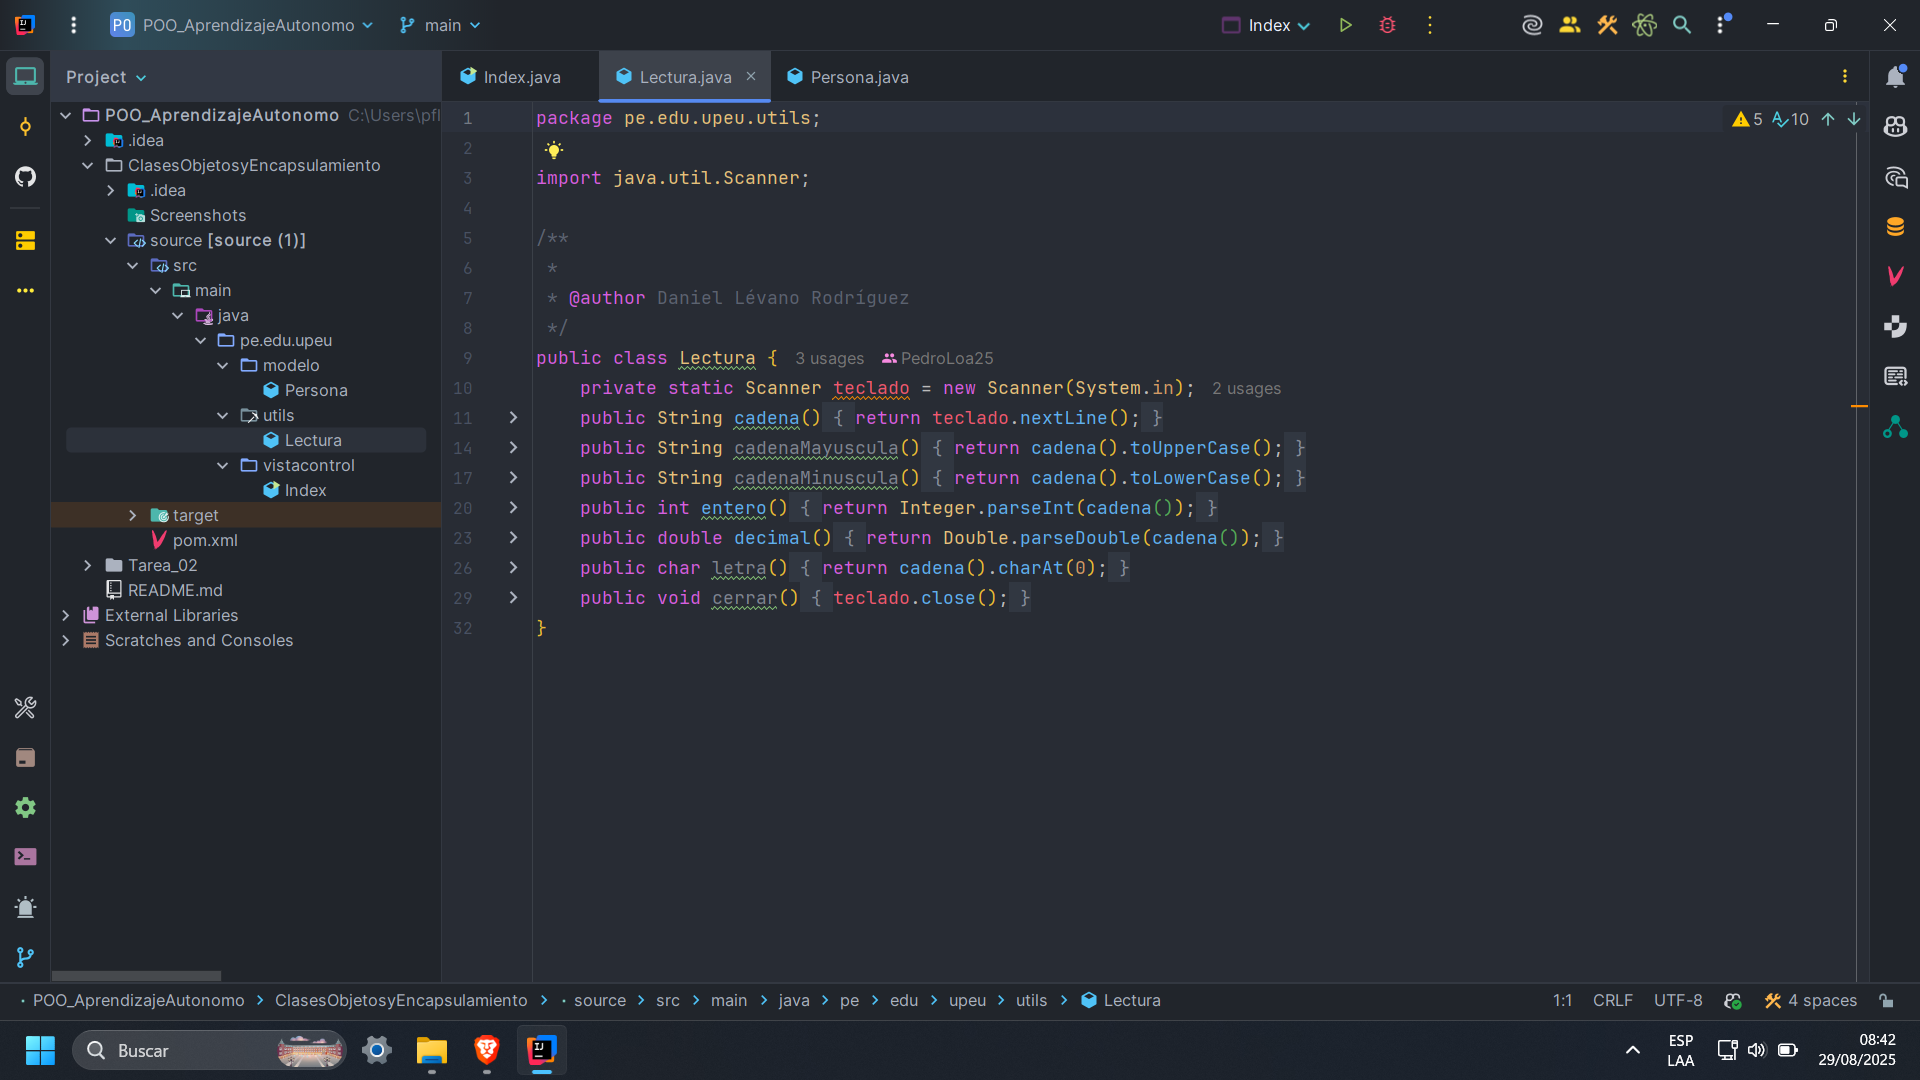 PO POO_AprendizajeAutonomo main Index
Project
Index.java Lectura.java Persona.java
POO_AprendizajeAutonomo C:\Users\pfl
.idea
ClasesObjetosyEncapsulamiento
.idea
Screenshots
source [source (1)]
src
main
java
pe.edu.upeu
modelo
Persona
utils
Lectura
vistacontrol
Index
target
pom.xml
Tarea_02
README.md
External Libraries
Scratches and Consoles
5 10
1 package pe.edu.upeu.utils;
2
3 import java.util.Scanner;
4
5 /**
6 *
7 * @author Daniel Lévano Rodríguez
8 */
9 public class Lectura { 3 usages PedroLoa25
10 private static Scanner teclado = new Scanner(System.in); 2 usages
11 public String cadena() { return teclado.nextLine(); }
14 public String cadenaMayuscula() { return cadena().toUpperCase(); }
17 public String cadenaMinuscula() { return cadena().toLowerCase(); }
20 public int entero() { return Integer.parseInt(cadena()); }
23 public double decimal() { return Double.parseDouble(cadena()); }
26 public char letra() { return cadena().charAt(0); }
29 public void cerrar() { teclado.close(); }
32 }
POO_AprendizajeAutonomo > ClasesObjetosyEncapsulamiento > source > src > main > java > pe > edu > upeu > utils > Lectura 1:1 CRLF UTF-8 4 spaces
Buscar
ESP
LAA
08:42
29/08/2025